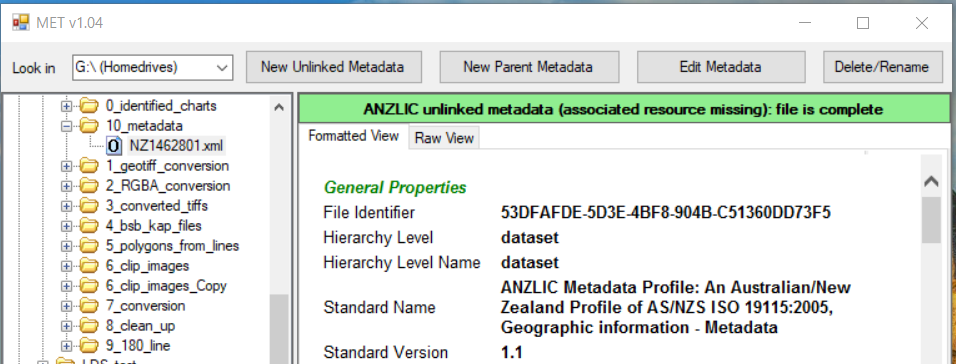 MET v1.04
Look in G:\ (Homedrives) New Unlinked Metadata New Parent Metadata Edit Metadata Delete/Rename
0_identified_charts
10_metadata
NZ1462801.xml
1_geotiff_conversion
2_RGBA_conversion
3_converted_tiffs
4_bsb_kap_files
5_polygons_from_lines
6_clip_images
6_clip_images_Copy
7_conversion
8_clean_up
9_180_line
ANZLIC unlinked metadata (associated resource missing): file is complete
Formatted View Raw View
General Properties
File Identifier 53DFAFDE-5D3E-4BF8-904B-C51360DD73F5
Hierarchy Level dataset
Hierarchy Level Name dataset
Standard Name ANZLIC Metadata Profile: An Australian/New
Zealand Profile of AS/NZS ISO 19115:2005,
Geographic information - Metadata
Standard Version 1.1